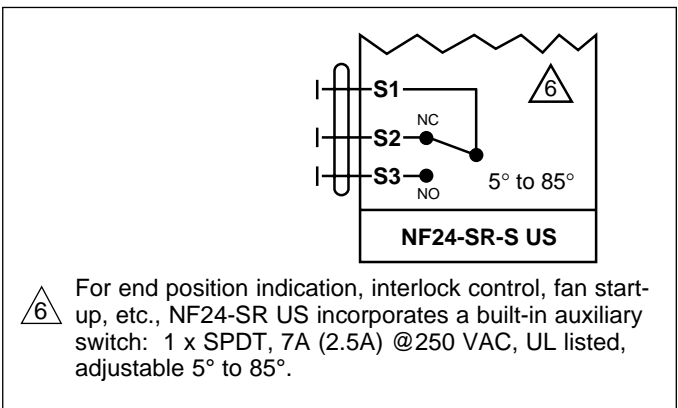 S1
6
NC
S2
S3
5° to 85°
NO
NF24-SR-S US
6
For end position indication, interlock control, fan start-
up, etc., NF24-SR US incorporates a built-in auxiliary
switch: 1 x SPDT, 7A (2.5A) @250 VAC, UL listed,
adjustable 5° to 85°.